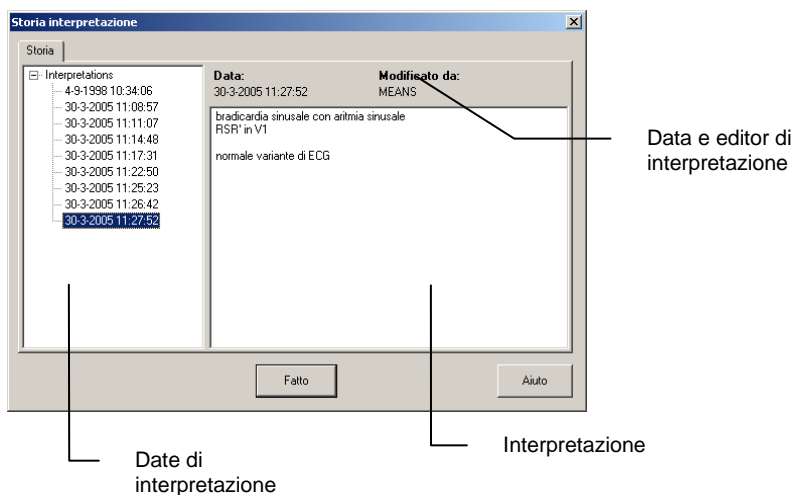 Storia interpretazione
Storia
Interpretations
4-9-1998 10:34:06
30-3-2005 11:08:57
30-3-2005 11:11:07
30-3-2005 11:14:48
30-3-2005 11:17:31
30-3-2005 11:22:50
30-3-2005 11:25:23
30-3-2005 11:26:42
30-3-2005 11:27:52
Data: Modificato da:
30-3-2005 11:27:52 MEANS
bradicardia sinusale con aritmia sinusale
RSR' in V1
normale variante di ECG
Fatto
Aiuto
Data e editor di
interpretazione
Interpretazione
Date di
interpretazione